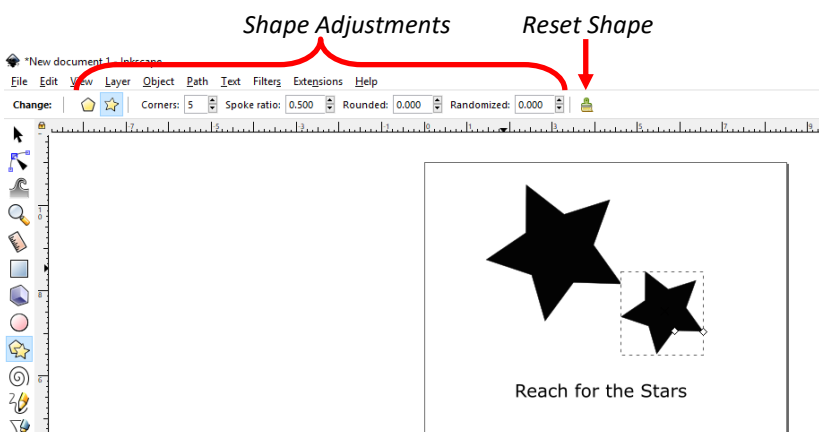 Shape Adjustments Reset Shape
*New document 1 - Inkscape
File Edit View Layer Object Path Text Filters Extensions Help
Change: Corners: 5 Spoke ratio: 0.500 Rounded: 0.000 Randomized: 0.000
Reach for the Stars